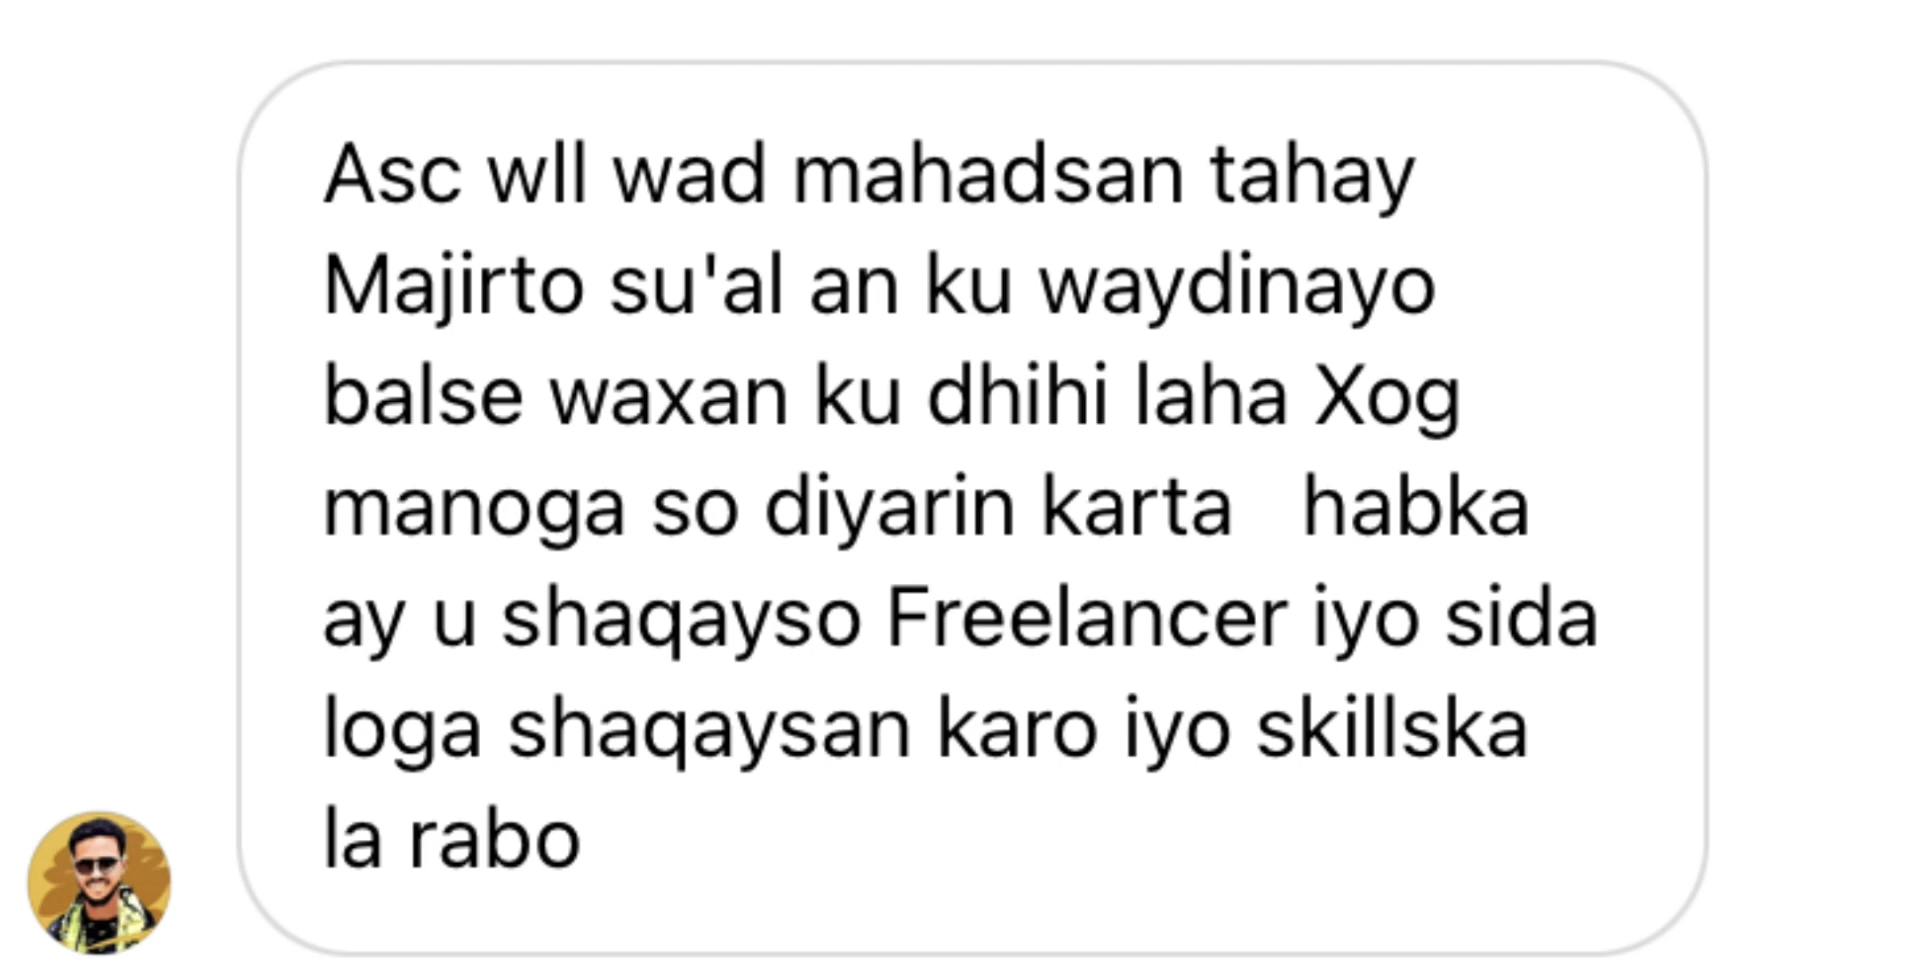 Asc wll wad mahadsan tahay
Majirto su'al an ku waydinayo
balse waxan ku dhihi laha Xog
manoga so diyarin karta   habka
ay u shaqayso Freelancer iyo sida
loga shaqaysan karo iyo skillska
la rabo